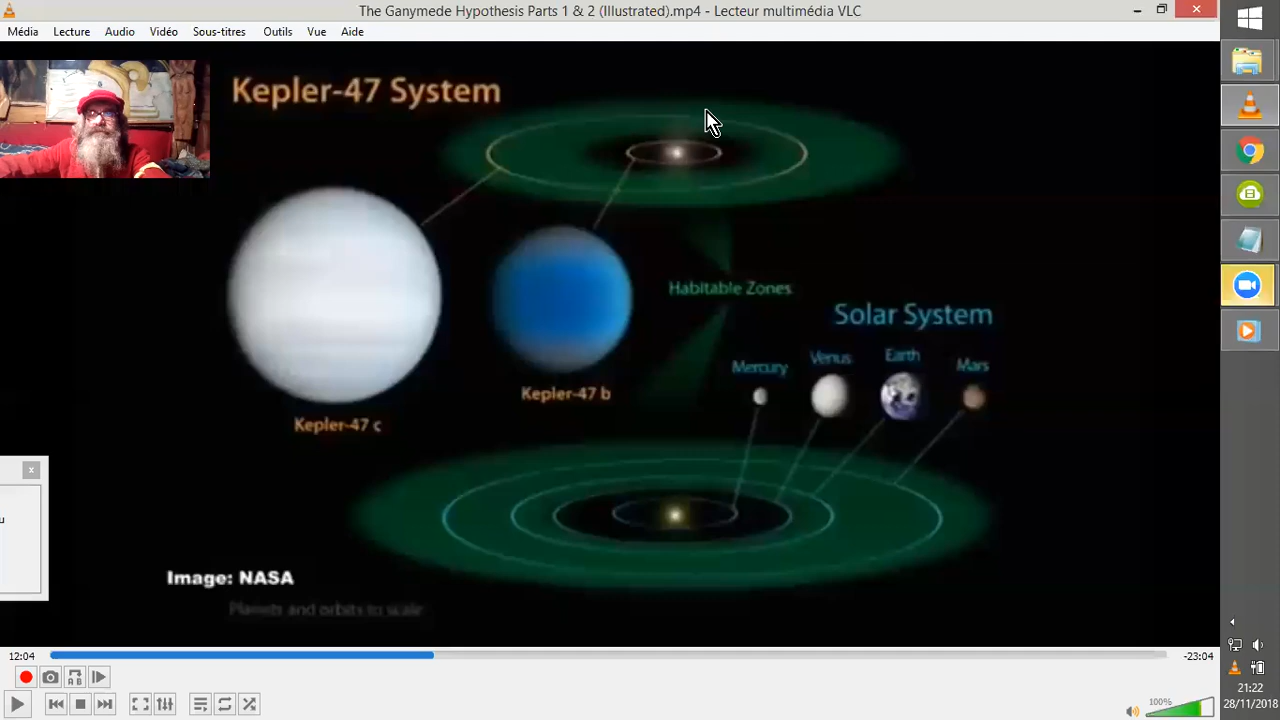 The Ganymede Hypothesis Parts 1 & 2 (Illustrated).mp4 - Lecteur multimédia VLC
Média Lecture Audio Vidéo Sous-titres Outils Vue Aide
Kepler-47 System
Habitable Zones
Solar System
Mercury Venus Earth Mars
Kepler-47 b
Kepler-47 c
x
u
Image: NASA
Planets and orbits to scale
12:04 -23:04
A B
100%
21:22
28/11/2018